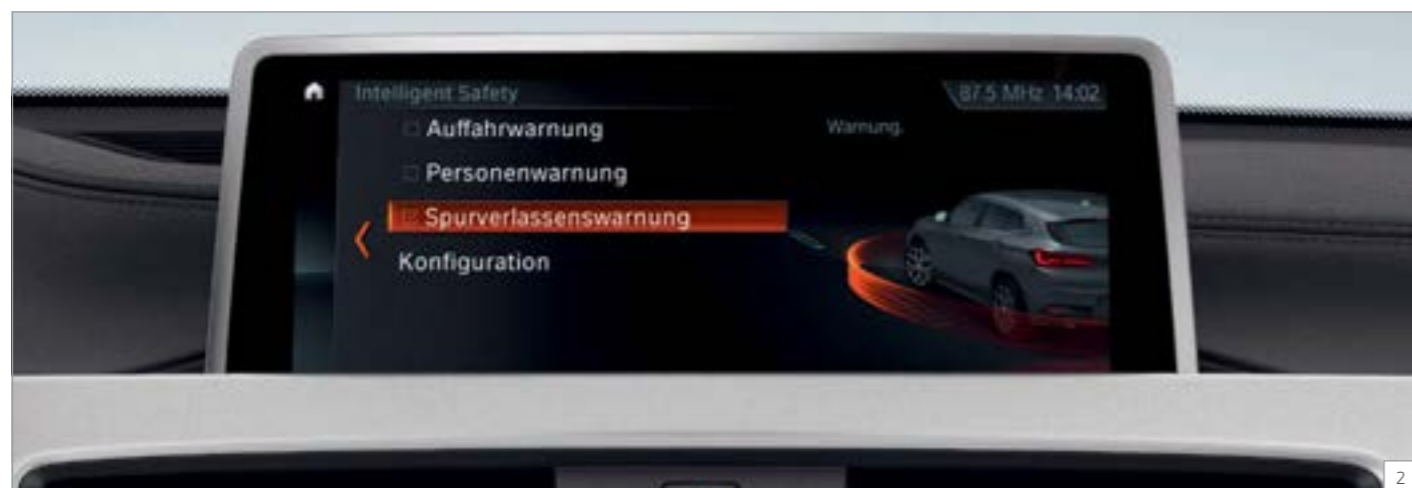 Intelligent Safety
87.5 MHz 14:02
Auffahrwarnung
Warnung.
Personenwarnung
Spurverlassenswarnung
Konfiguration
2